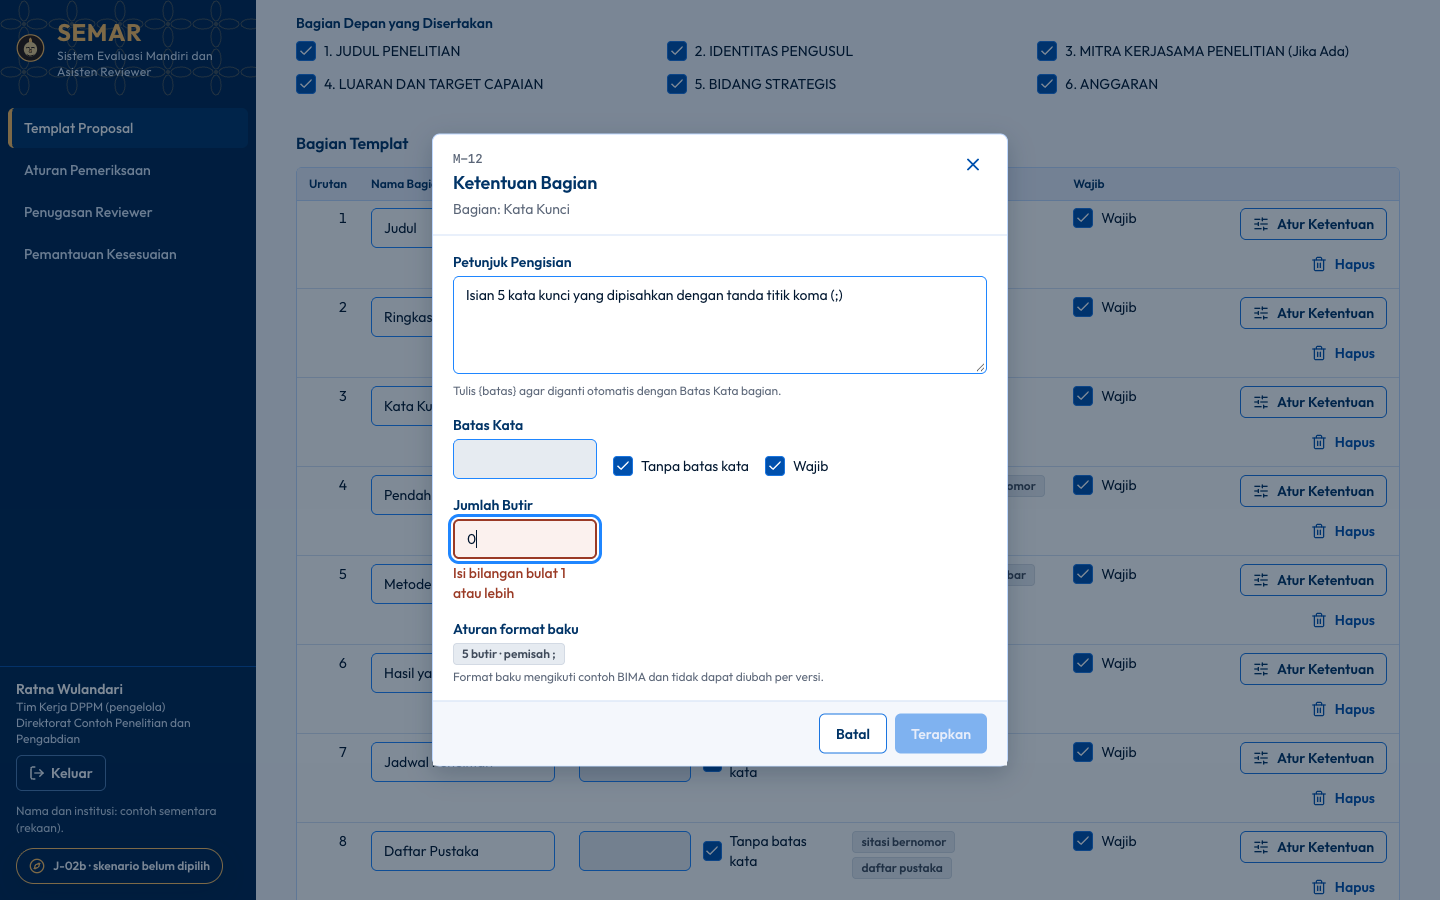 SEMAR
Sistem Evaluasi Mandiri dan
Asisten Reviewer
Templat Proposal
Aturan Pemeriksaan
Penugasan Reviewer
Pemantauan Kesesuaian
Ratna Wulandari
Tim Kerja DPPM (pengelola)
Direktorat Contoh Penelitian dan
Pengabdian
Keluar
Nama dan institusi: contoh sementara
(rekaan).
J-02b · skenario belum dipilih
Bagian Depan yang Disertakan
1. JUDUL PENELITIAN
2. IDENTITAS PENGUSUL
3. MITRA KERJASAMA PENELITIAN (Jika Ada)
4. LUARAN DAN TARGET CAPAIAN
5. BIDANG STRATEGIS
6. ANGGARAN
Bagian Templat
Urutan Nama Wajib
1 Judul Wajib Atur Ketentuan
Hapus
2 Wajib Atur Ketentuan
Hapus
3 Wajib Atur Ketentuan
Hapus
4 Wajib Atur Ketentuan
Hapus
5 Wajib Atur Ketentuan
Hapus
6 Wajib Atur Ketentuan
Hapus
7 Jadwal kata Wajib Atur Ketentuan
Hapus
8 Daftar Pustaka Tanpa batas sitasi bernomor Wajib Atur Ketentuan
kata daftar pustaka
Hapus
M-12
Ketentuan Bagian
Bagian: Kata Kunci
Petunjuk Pengisian
Isian 5 kata kunci yang dipisahkan dengan tanda titik koma (;)
Tulis {batas} agar diganti otomatis dengan Batas Kata bagian.
Batas Kata
Tanpa batas kata Wajib
Jumlah Butir
0
Isi bilangan bulat 1
atau lebih
Aturan format baku
5 butir · pemisah ;
Format baku mengikuti contoh BIMA dan tidak dapat diubah per versi.
Batal Terapkan